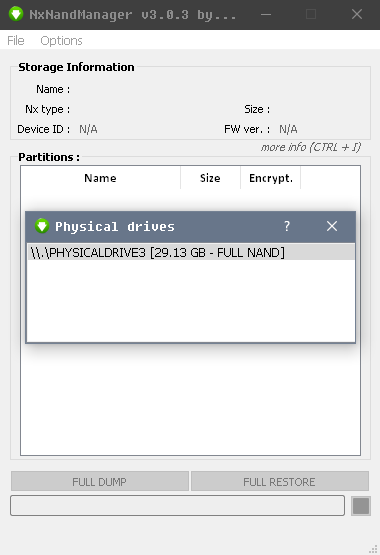 NxNandManager v3.0.3 by...
File Options
Storage Information
Name :
Nx type : Size :
Device ID : N/A FW ver. : N/A
more info (CTRL + I)
Partitions :
Name Size Encrypt.
Physical drives ?
\\.\PHYSICALDRIVE3 [29.13 GB - FULL NAND]
FULL DUMP FULL RESTORE